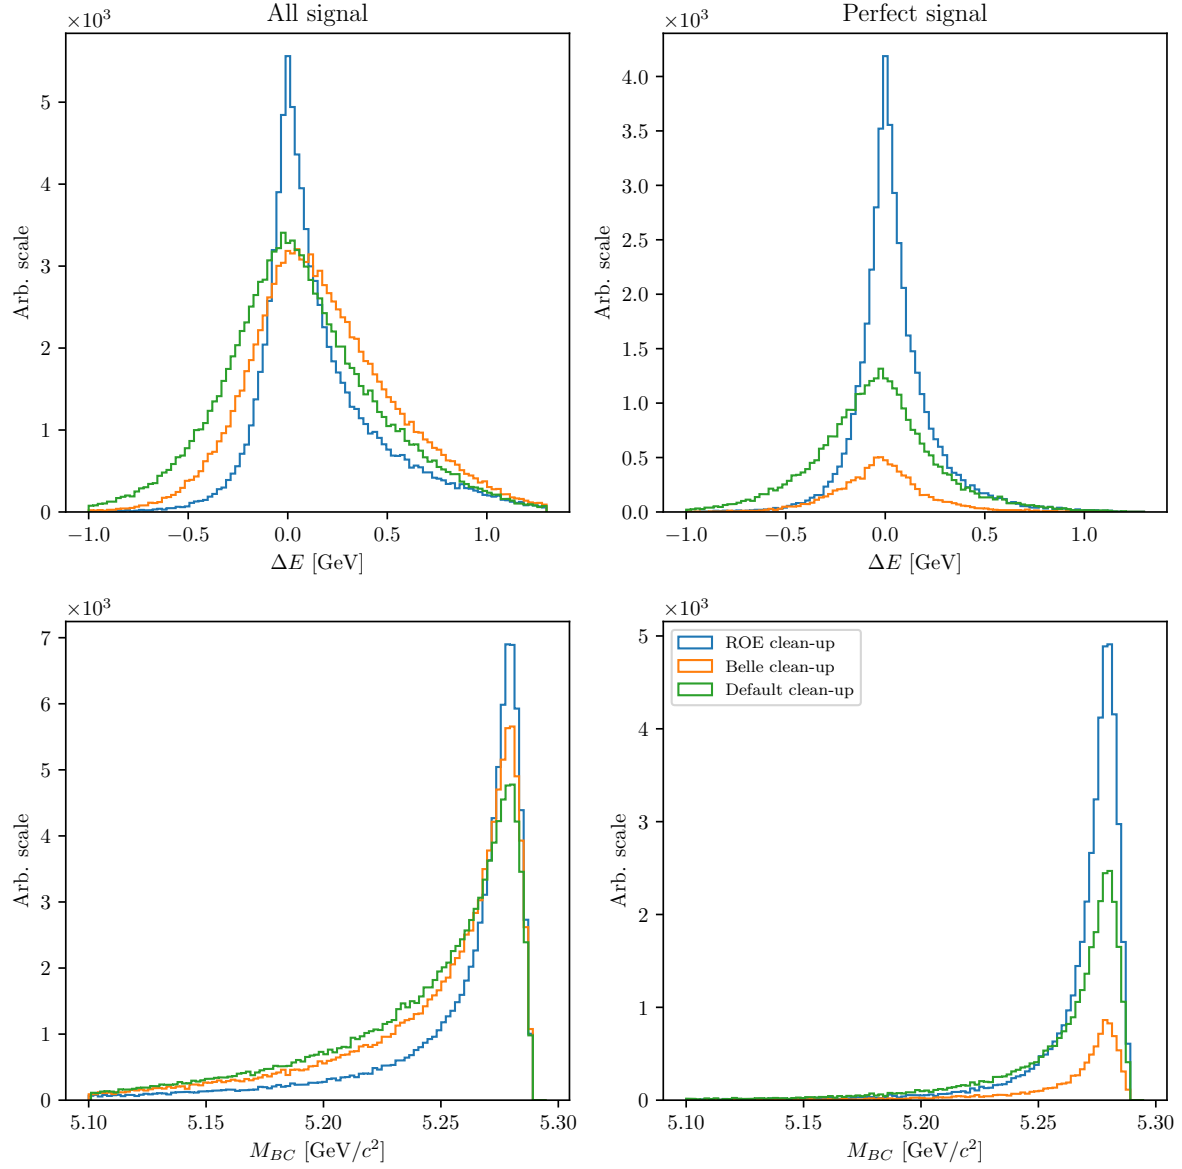 All signal
×10³
5
4
3
2
1
0
Arb. scale
−1.0 −0.5 0.0 0.5 1.0
ΔE [GeV]
Perfect signal
×10³
4.0
3.5
3.0
2.5
2.0
1.5
1.0
0.5
0.0
Arb. scale
−1.0 −0.5 0.0 0.5 1.0
ΔE [GeV]
×10³
7
6
5
4
3
2
1
0
Arb. scale
5.10 5.15 5.20 5.25 5.30
M_BC [GeV/c²]
×10³
5
4
3
2
1
0
Arb. scale
ROE clean-up
Belle clean-up
Default clean-up
5.10 5.15 5.20 5.25 5.30
M_BC [GeV/c²]